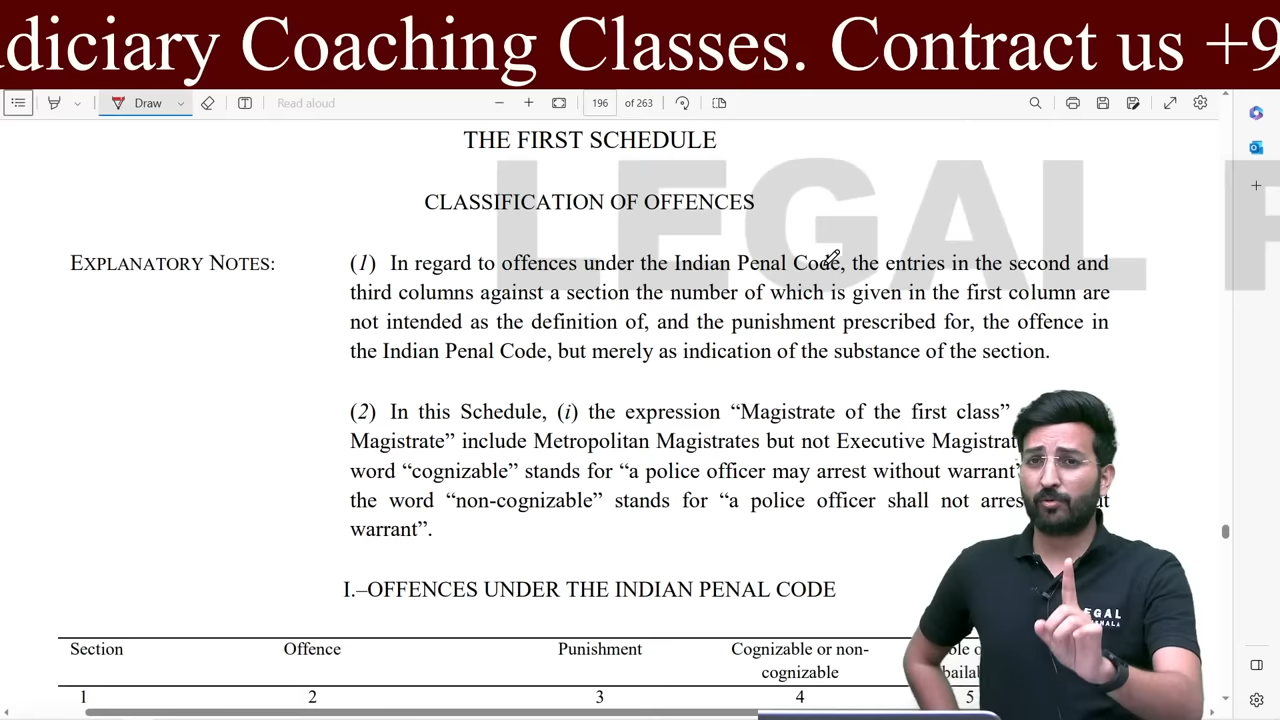 diciary Coaching Classes. Contract us +9
Draw
Read aloud
196 of 263
THE FIRST SCHEDULE
LEGAL
CLASSIFICATION OF OFFENCES
EXPLANATORY NOTES:
(1) In regard to offences under the Indian Penal Code, the entries in the second and
third columns against a section the number of which is given in the first column are
not intended as the definition of, and the punishment prescribed for, the offence in
the Indian Penal Code, but merely as indication of the substance of the section.
(2) In this Schedule, (i) the expression “Magistrate of the first class”
Magistrate” include Metropolitan Magistrates but not Executive Magistrat
word “cognizable” stands for “a police officer may arrest without warrant”
the word “non-cognizable” stands for “a police officer shall not arres
warrant”.
I.–OFFENCES UNDER THE INDIAN PENAL CODE
Section Offence Punishment Cognizable or non-
cognizable
1 2 3 4 5